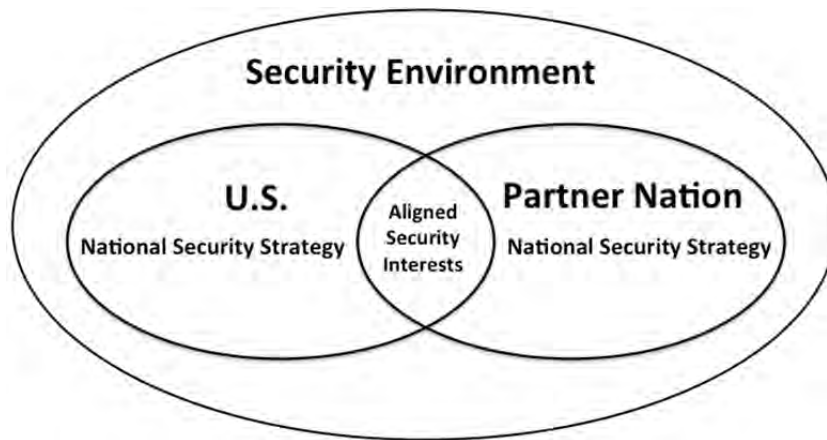 Security Environment
U.S.
National Security Strategy
Aligned
Security
Interests
Partner Nation
National Security Strategy